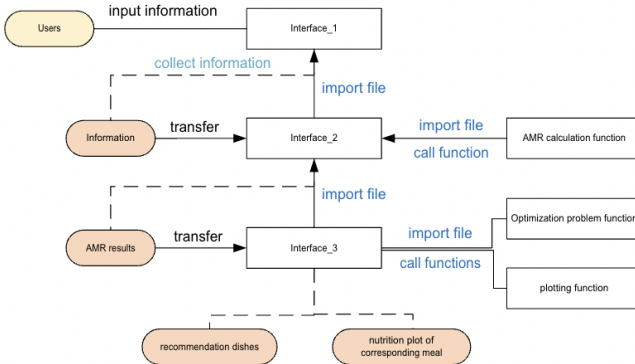 input information
Users
Interface_1
collect information
import file
Information
transfer
Interface_2
import file
call function
AMR calculation function
import file
AMR results
transfer
Interface_3
import file
call functions
Optimization problem function
plotting function
recommendation dishes
nutrition plot of
corresponding meal